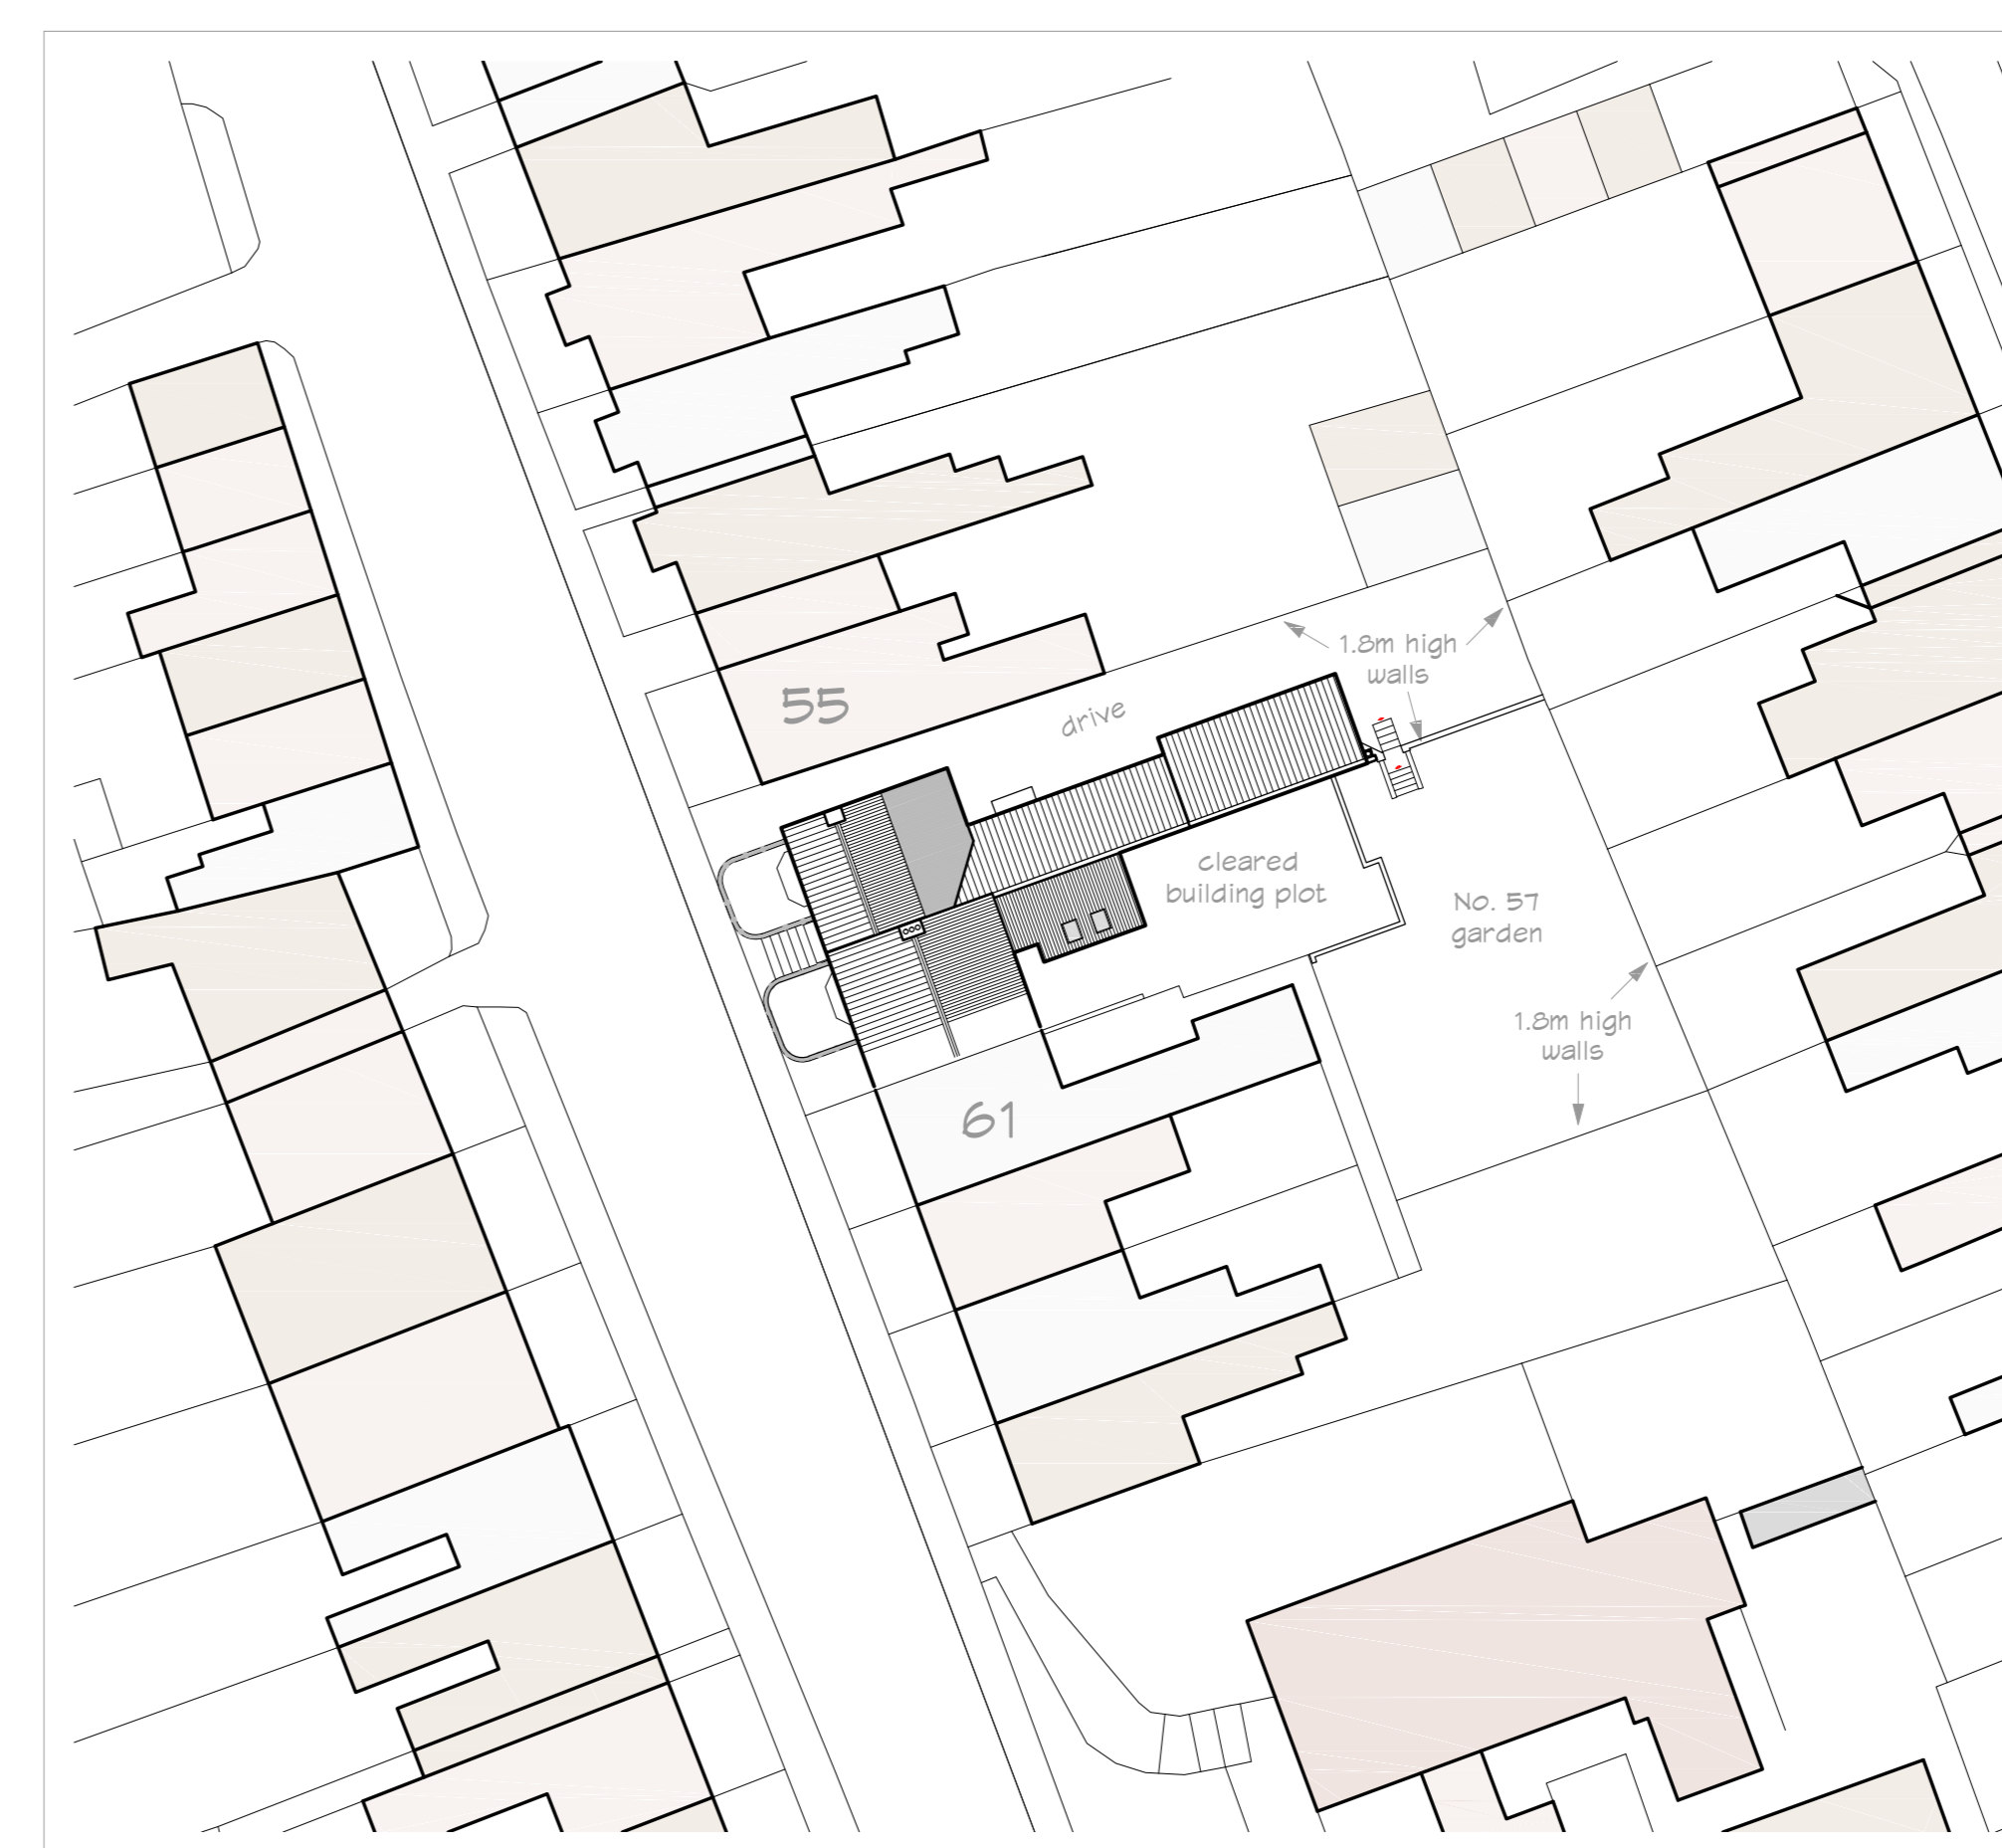 1.8m high
walls
55
drive
cleared
building plot
No. 57
garden
1.8m high
walls
61